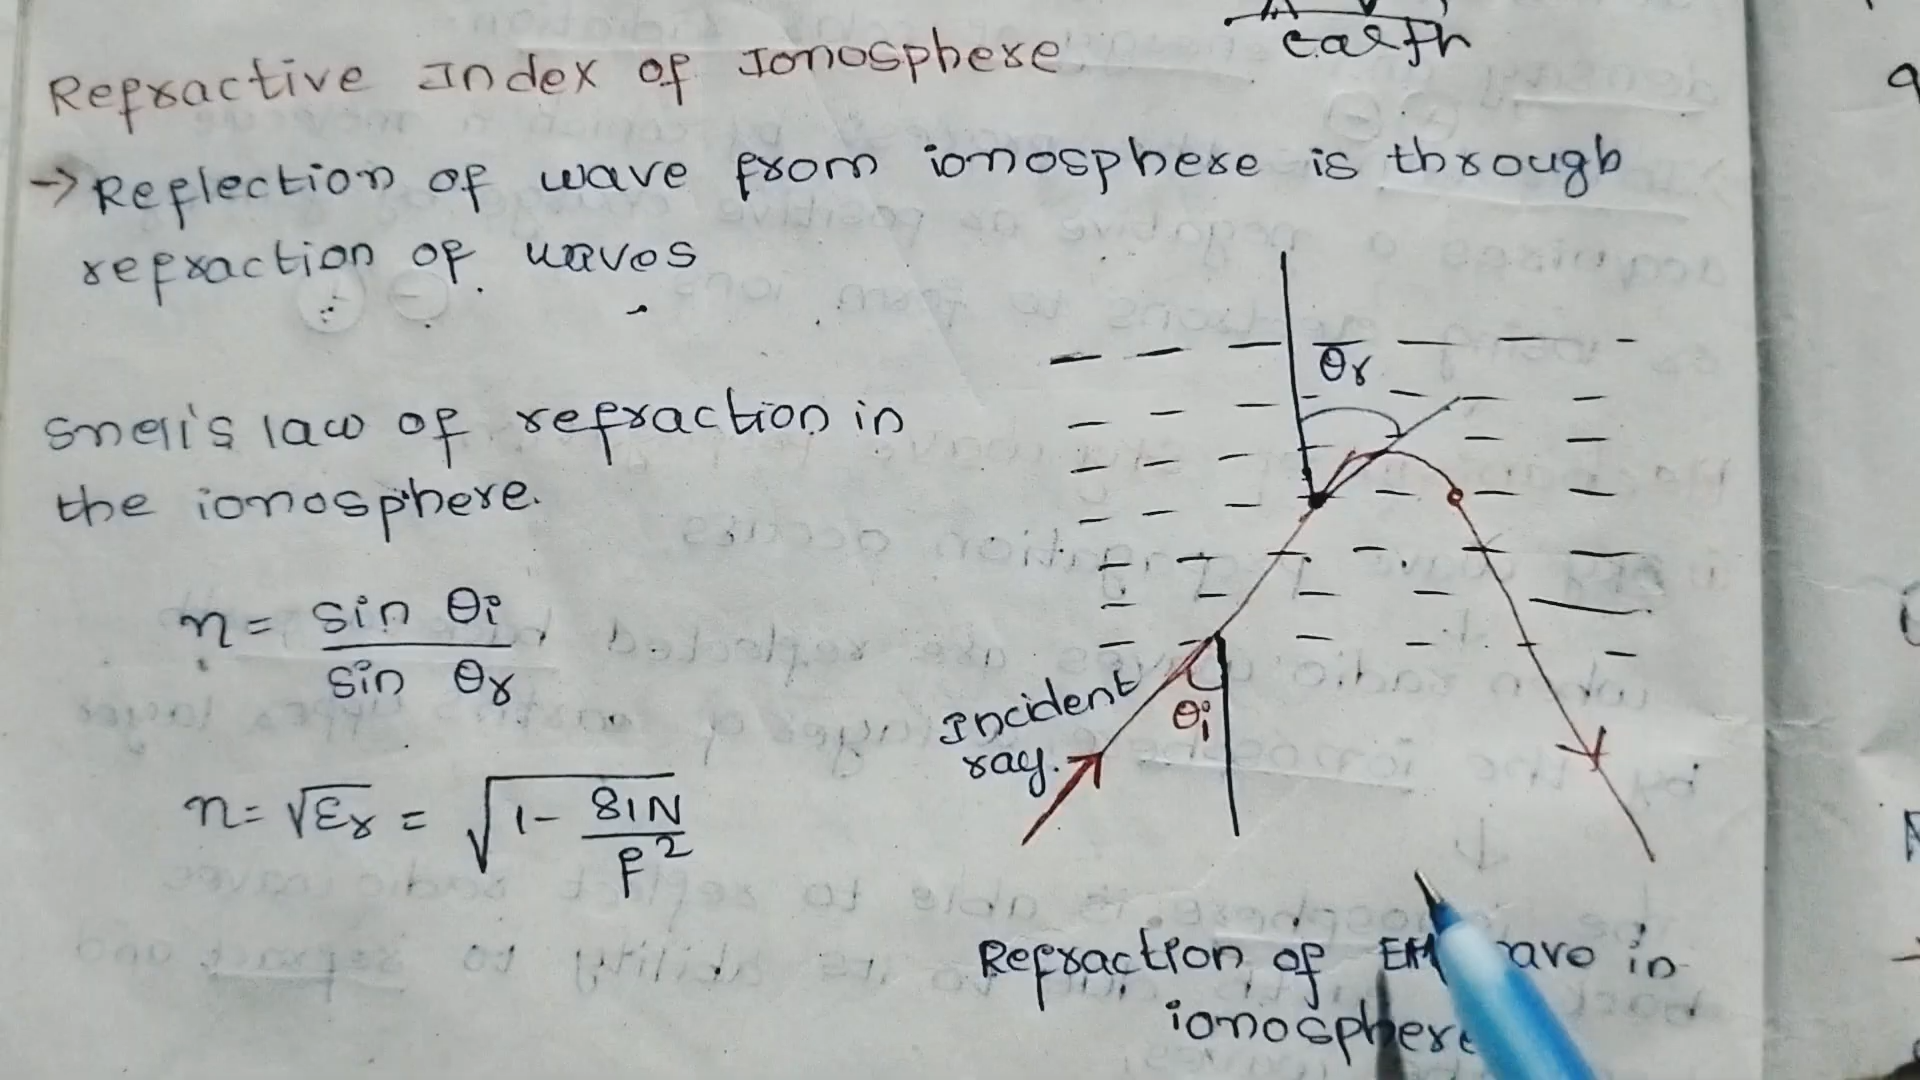 earth
Refractive Index of Ionosphere
→ Reflection of wave from ionosphere is through
refraction of waves
Snell's law of refraction in
the ionosphere.
n = sin θi / sin θr
n = √εr = √(1 - 81N / f²)
θr
Incident
ray.
θi
Refraction of EM in
ionosphere